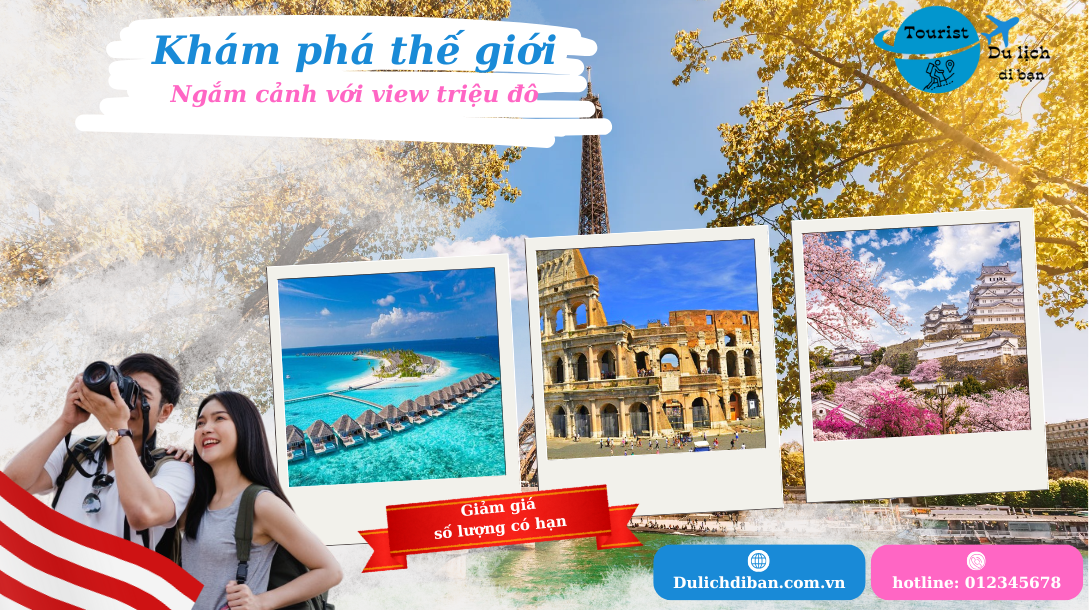 Khám phá thế giới
Ngắm cảnh với view triệu đô
Tourist
Du lịch
di bạn
Giảm giá
số lượng có hạn
Dulichdiban.com.vn
hotline: 012345678